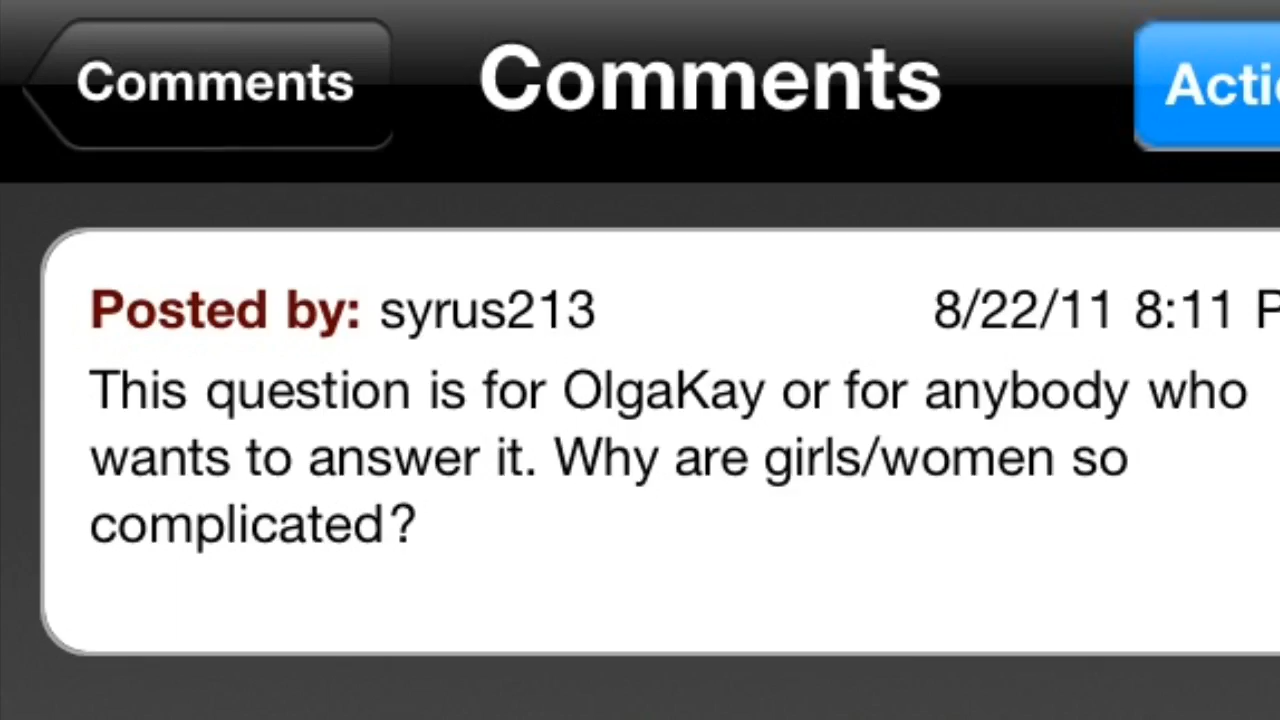 Comments
Comments
Posted by: syrus213
8/22/11 8:11
This question is for OlgaKay or for anybody who
wants to answer it. Why are girls/women so
complicated?